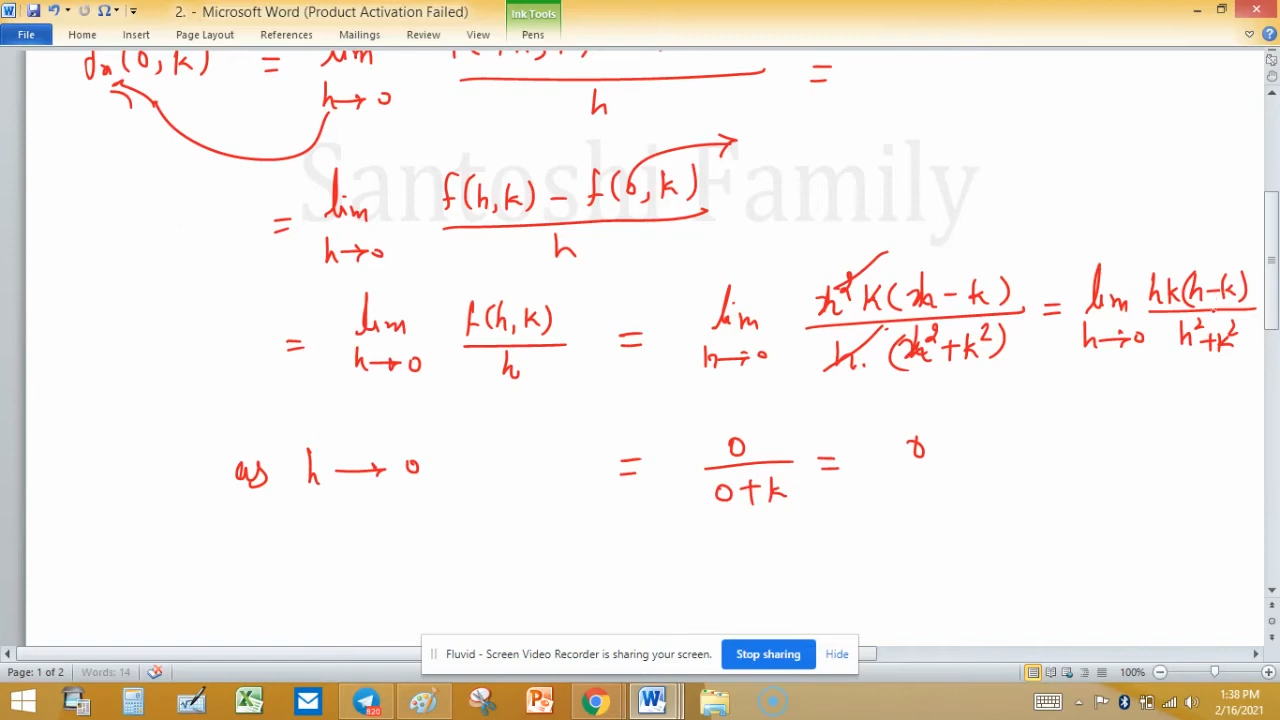 2. - Microsoft Word (Product Activation Failed)
Ink Tools
File Home Insert Page Layout References Mailings Review View Pens
(0, k) = lim =
h→0 h
Santoshi Family
= lim f(h,k) - f(0,k)
h→0 h
= lim f(h,k) = lim h² k(h-k) = lim hk(h-k)
h→0 h h→0 h. (h²+k²) h→0 h²+k²
as h → 0 = 0 = 0
0+k
Fluvid - Screen Video Recorder is sharing your screen. Stop sharing Hide
Page: 1 of 2 Words: 14 100%
820
1:38 PM
2/16/2021